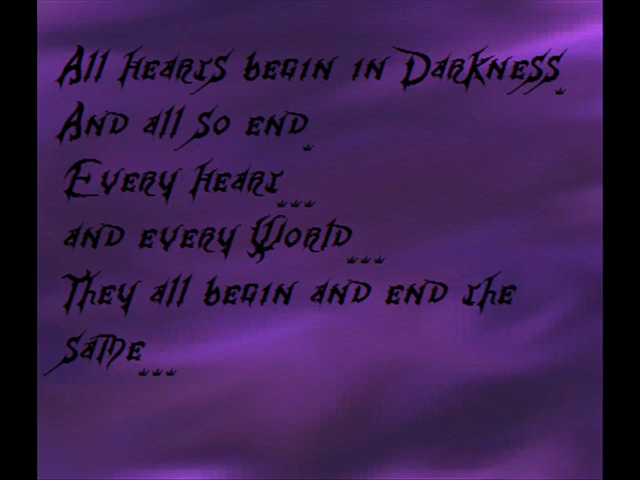 All hearts begin in Darkness.
And all so end.
Every heart...
and every World...
They all begin and end the
same...